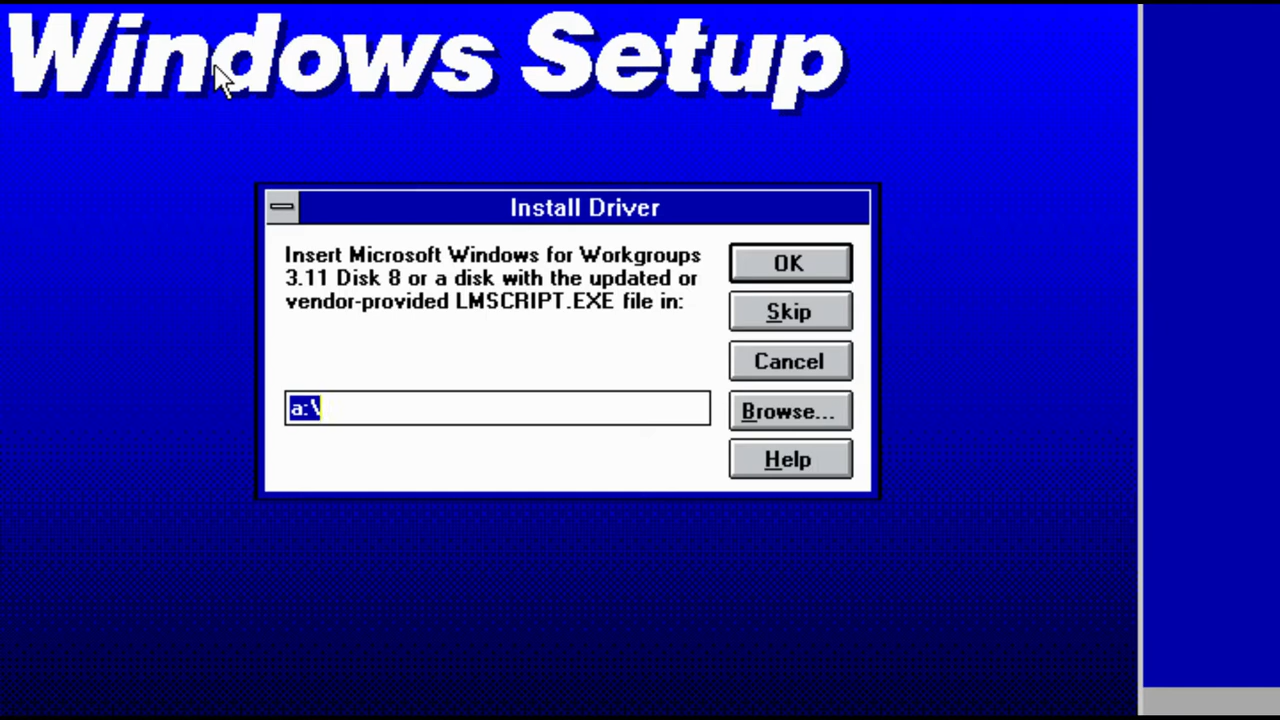 Windows Setup
Install Driver
Insert Microsoft Windows for Workgroups
3.11 Disk 8 or a disk with the updated or
vendor-provided LMSCRIPT.EXE file in:
a:\
OK
Skip
Cancel
Browse...
Help